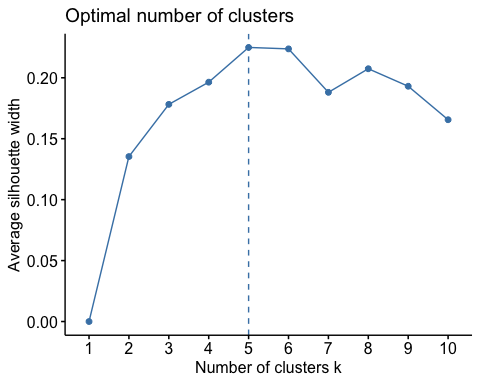 Optimal number of clusters
Average silhouette width
0.20
0.15
0.10
0.05
0.00
1 2 3 4 5 6 7 8 9 10
Number of clusters k